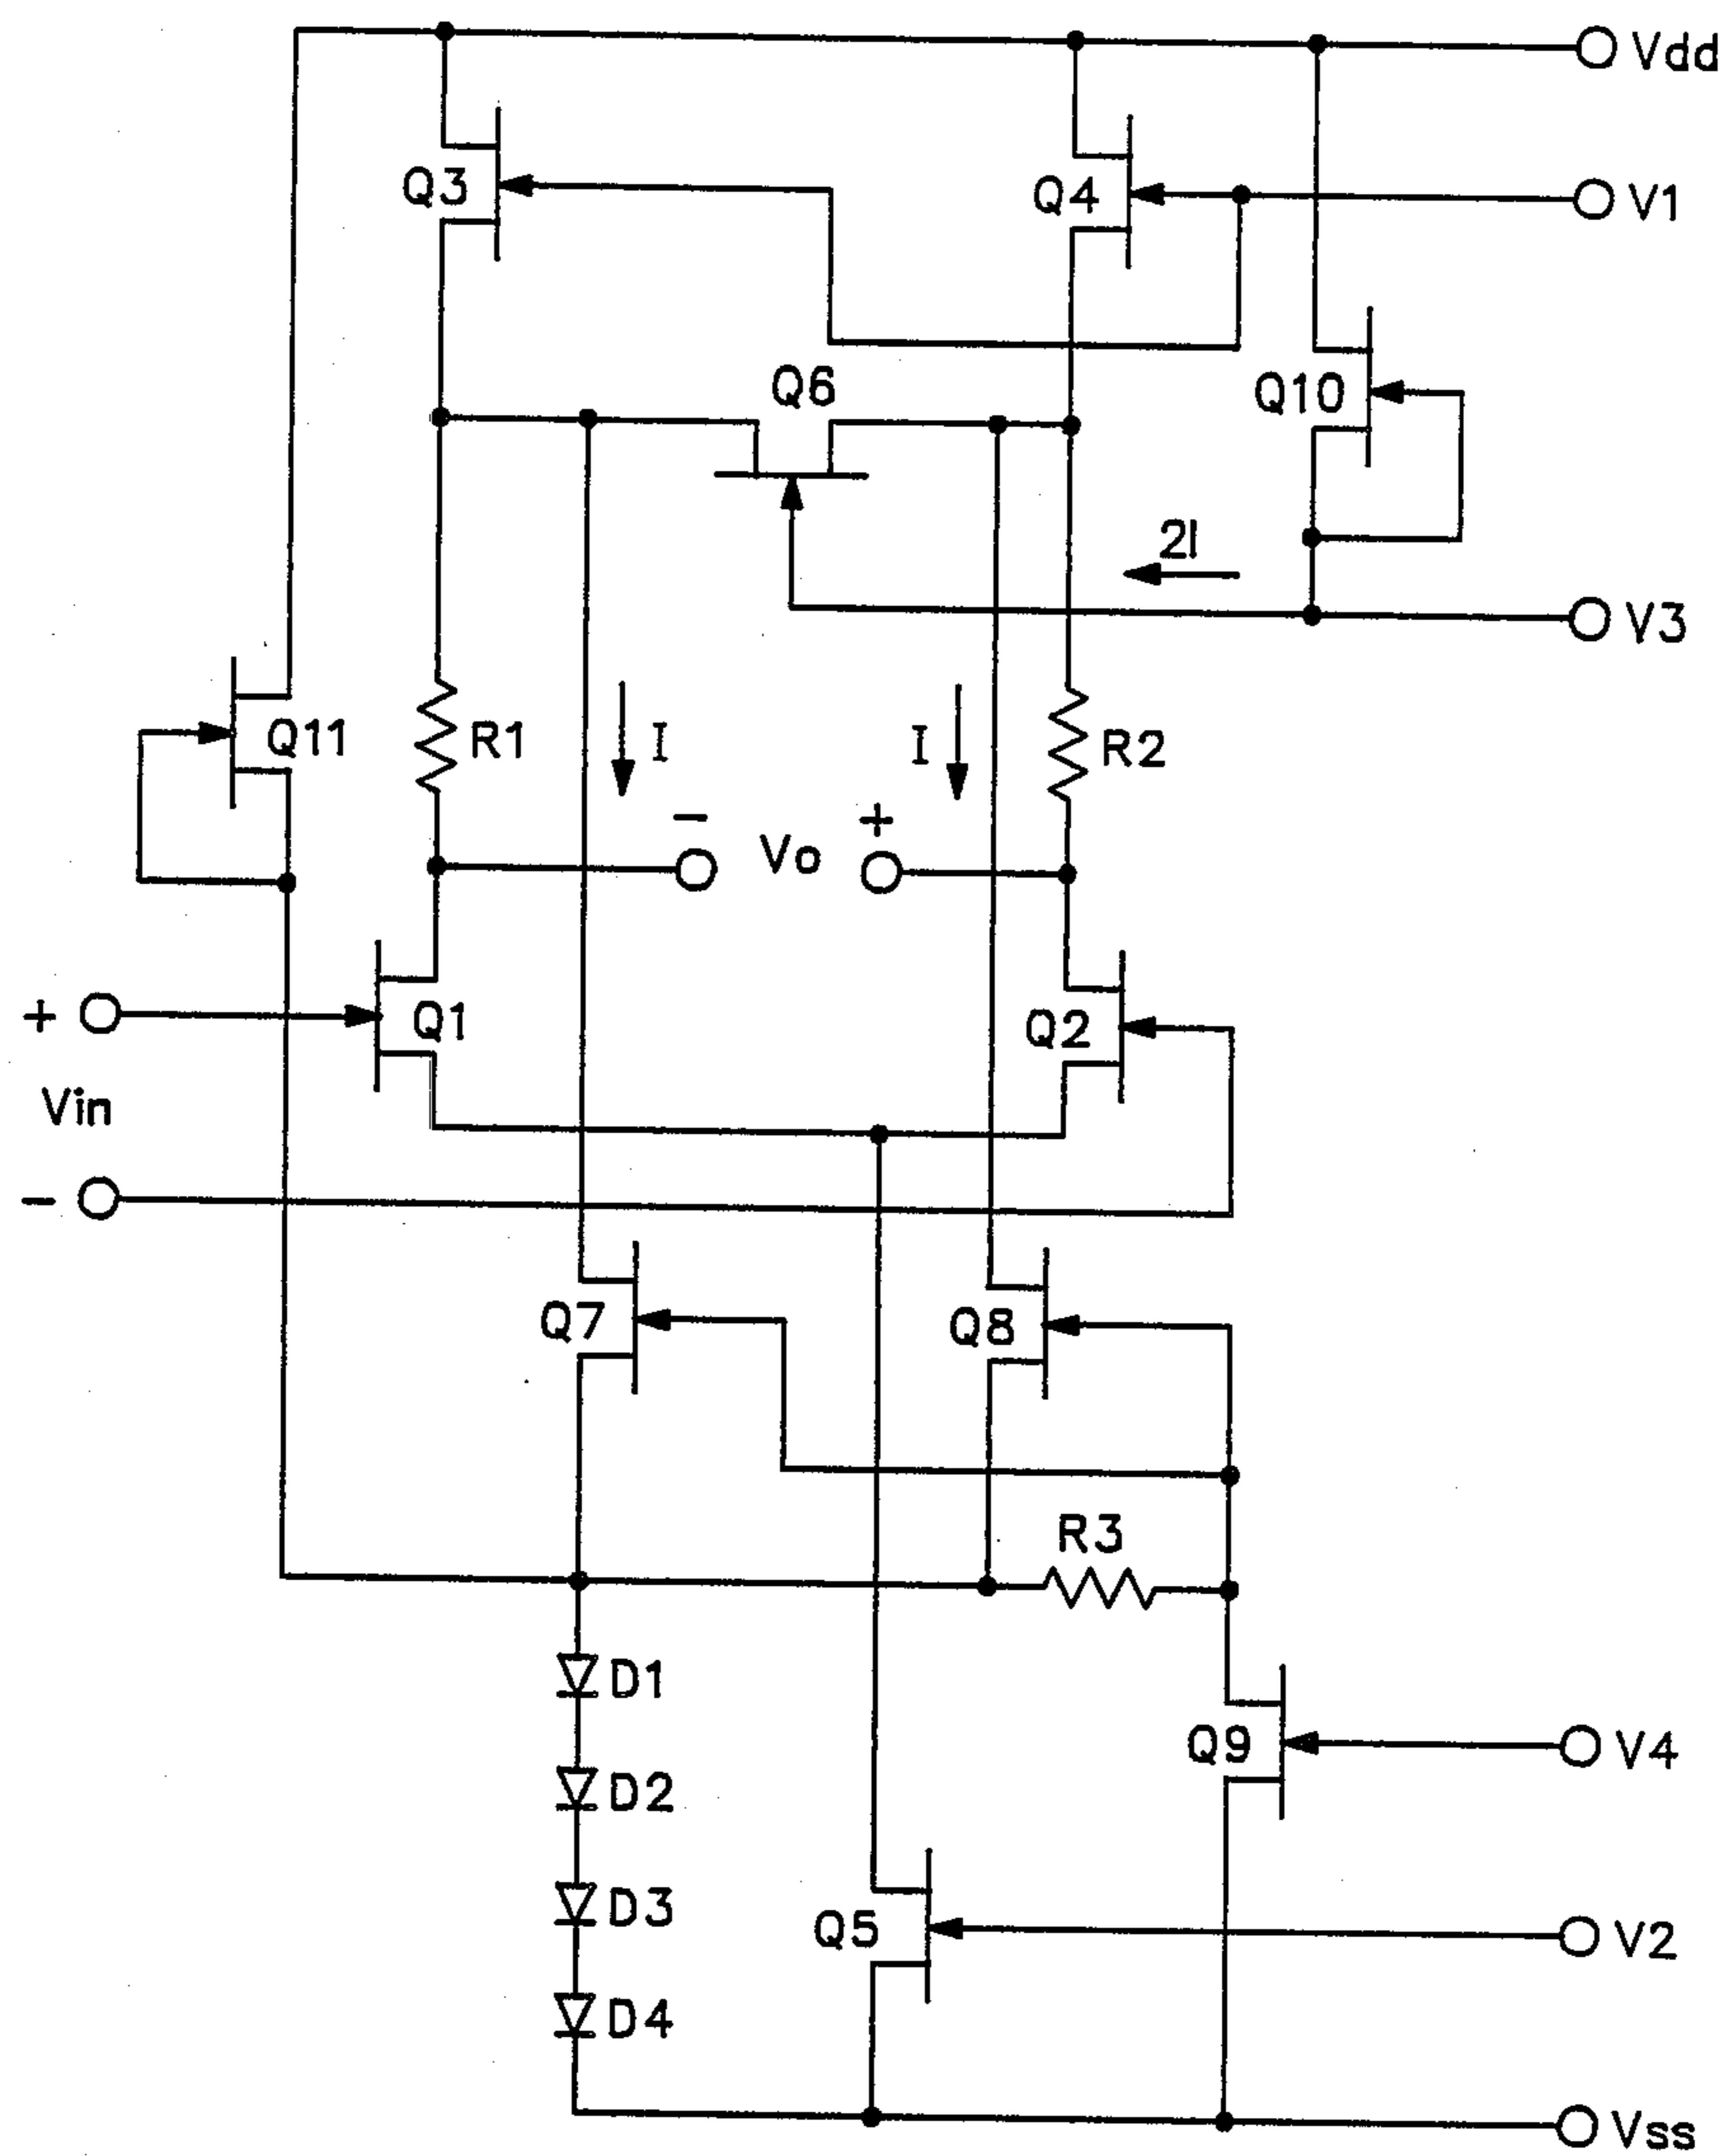 Vdd
Q3
Q4
V1
Q6
Q10
2I
V3
Q11
R1
I
I
R2
- Vo +
+
Q1
Q2
Vin
-
Q7
Q8
R3
D1
Q9
V4
D2
D3
Q5
V2
D4
Vss